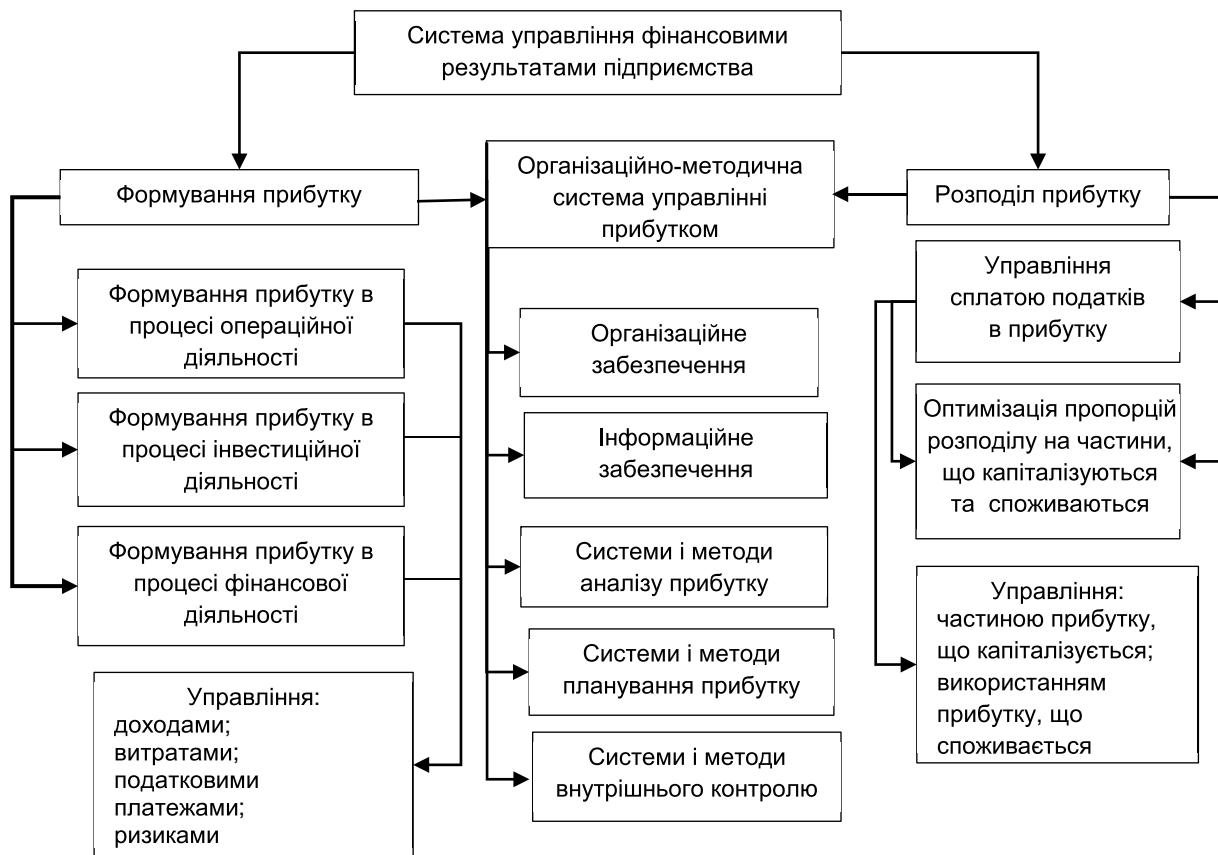 Система управління фінансовими
результатами підприємства
Формування прибутку
Організаційно-методична
система управлінні
прибутком
Розподіл прибутку
Формування прибутку в
процесі операційної
діяльності
Формування прибутку в
процесі інвестиційної
діяльності
Формування прибутку в
процесі фінансової
діяльності
Управління:
доходами;
витратами;
податковими
платежами;
ризиками
Організаційне
забезпечення
Інформаційне
забезпечення
Системи і методи
аналізу прибутку
Системи і методи
планування прибутку
Системи і методи
внутрішнього контролю
Управління
сплатою податків
в прибутку
Оптимізація пропорцій
розподілу на частини,
що капіталізуються
та споживаються
Управління:
частиною прибутку,
що капіталізується;
використанням
прибутку, що
споживається